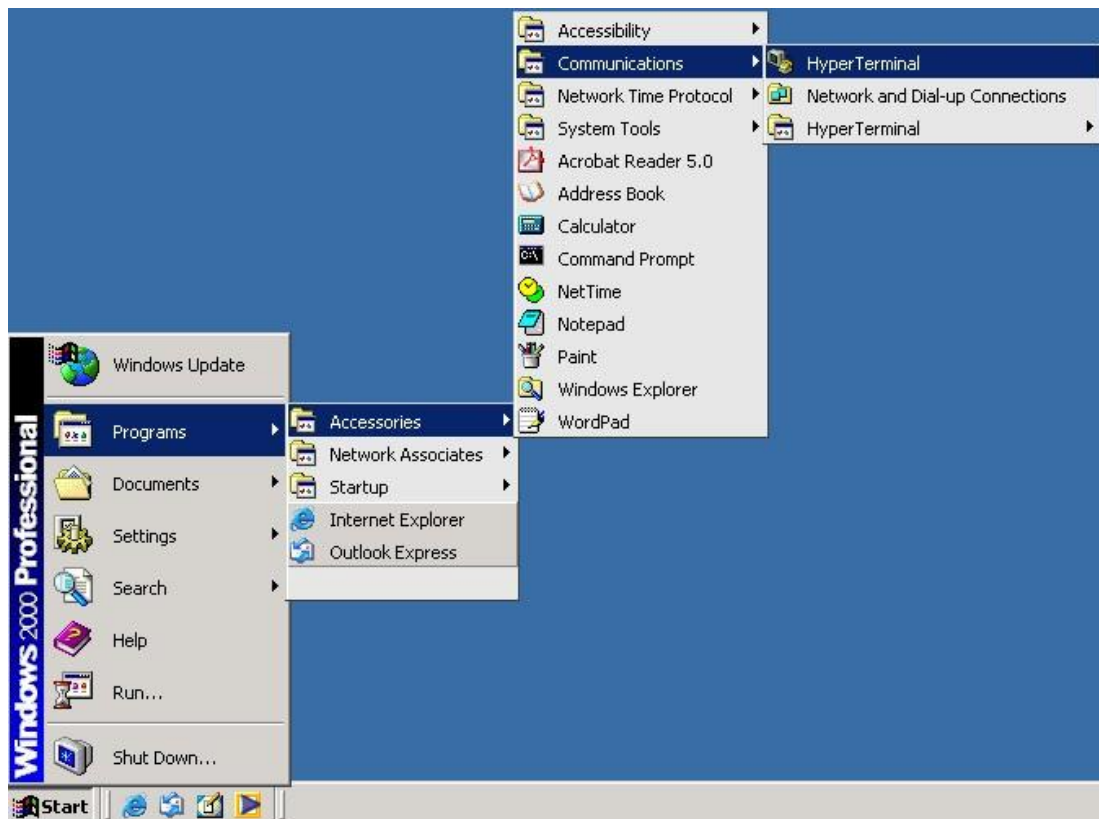 Accessibility
Communications
Network Time Protocol
System Tools
Acrobat Reader 5.0
Address Book
Calculator
Command Prompt
NetTime
Notepad
Paint
Windows Explorer
WordPad
HyperTerminal
Network and Dial-up Connections
HyperTerminal
Windows Update
Programs
Documents
Settings
Search
Help
Run...
Shut Down...
Accessories
Network Associates
Startup
Internet Explorer
Outlook Express
Windows 2000 Professional
Start